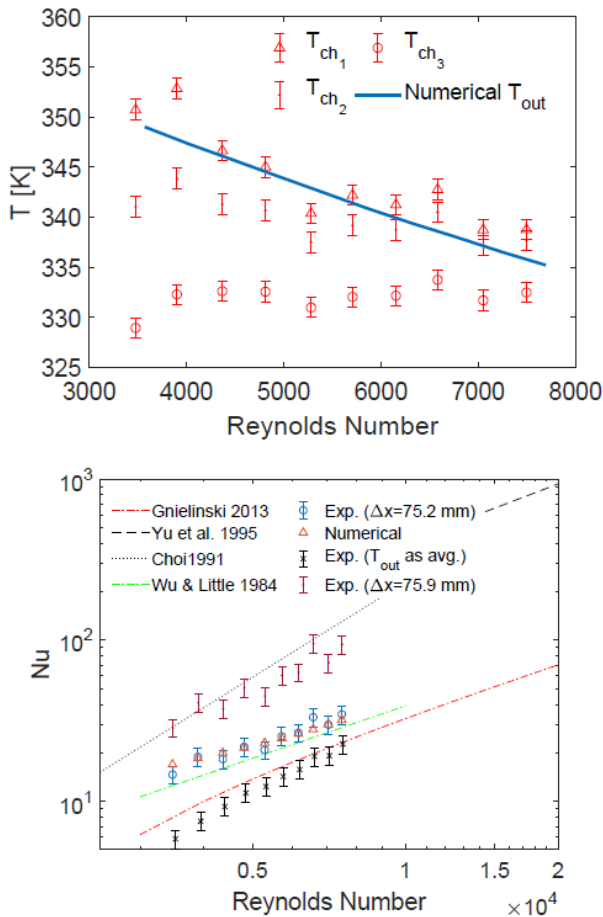 360
355
350
345
340
335
330
325
T [K]
T_ch1
T_ch3
T_ch2
Numerical T_out
3000 4000 5000 6000 7000 8000
Reynolds Number
10^3
10^2
10^1
Nu
Gnielinski 2013
Yu et al. 1995
Choi1991
Wu & Little 1984
Exp. (Δx=75.2 mm)
Numerical
Exp. (T_out as avg.)
Exp. (Δx=75.9 mm)
0.5 1 1.5 2
Reynolds Number
×10^4